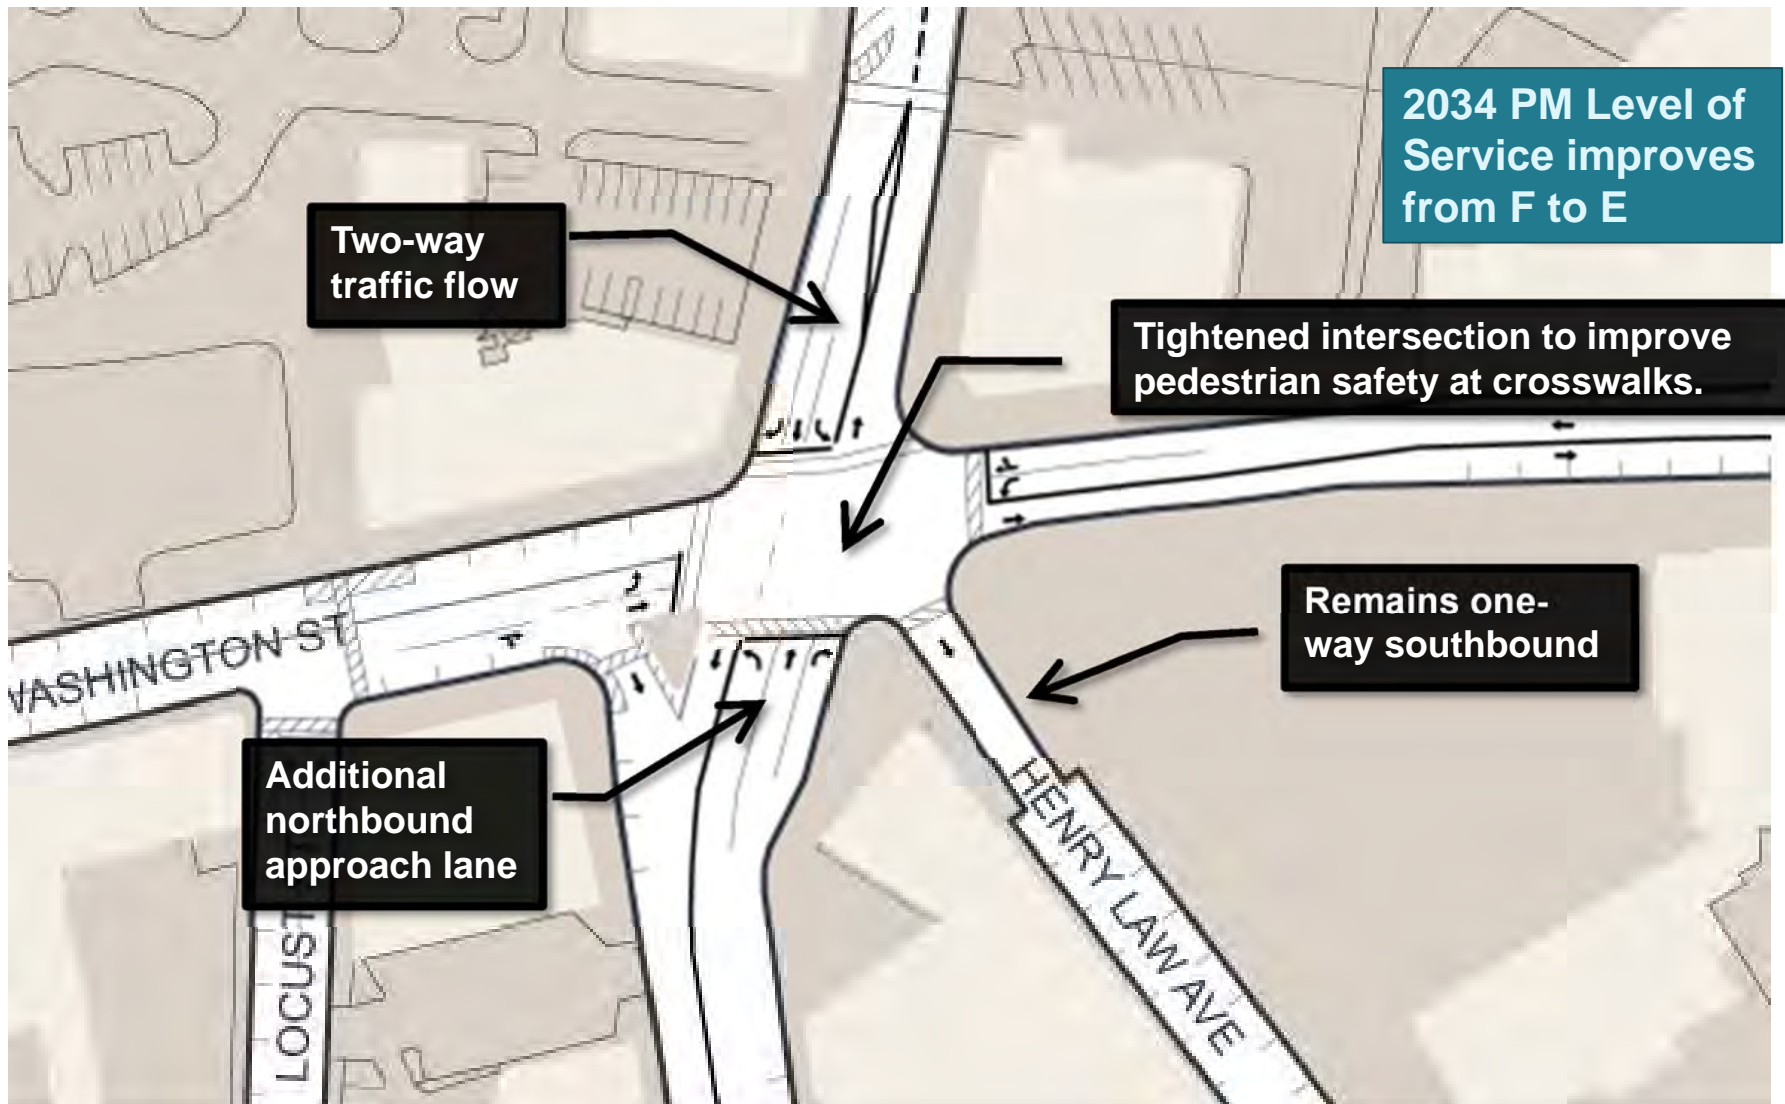 2034 PM Level of
Service improves
from F to E
Two-way
traffic flow
Tightened intersection to improve
pedestrian safety at crosswalks.
Remains one-
way southbound
WASHINGTON ST
Additional
northbound
approach lane
HENRY LAW AVE
LOCUST